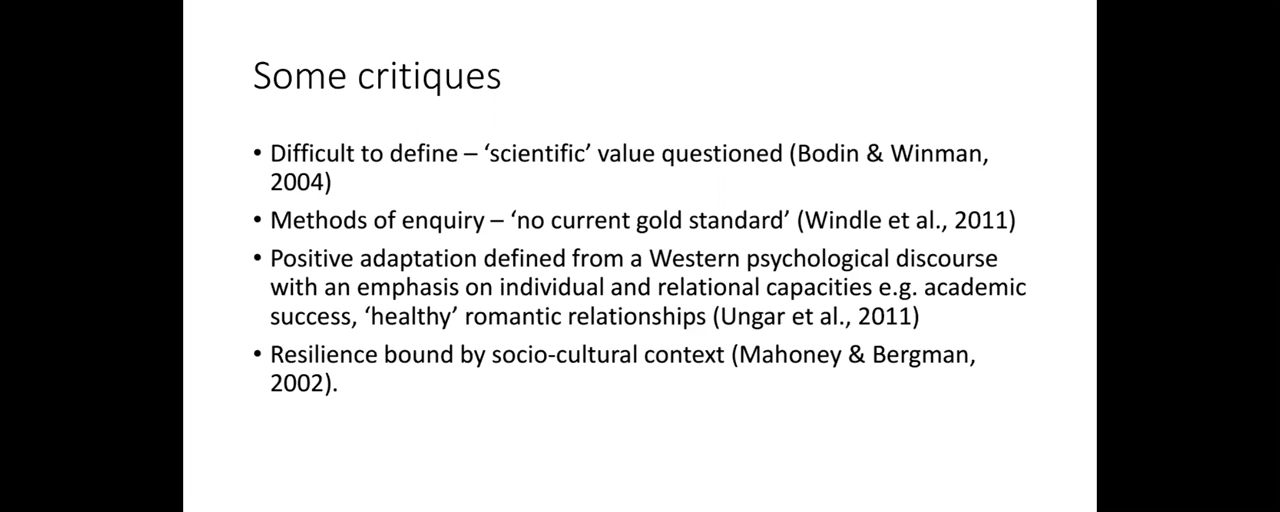 Some critiques
• Difficult to define – ‘scientific’ value questioned (Bodin & Winman,
2004)
• Methods of enquiry – ‘no current gold standard’ (Windle et al., 2011)
• Positive adaptation defined from a Western psychological discourse
with an emphasis on individual and relational capacities e.g. academic
success, ‘healthy’ romantic relationships (Ungar et al., 2011)
• Resilience bound by socio-cultural context (Mahoney & Bergman,
2002).